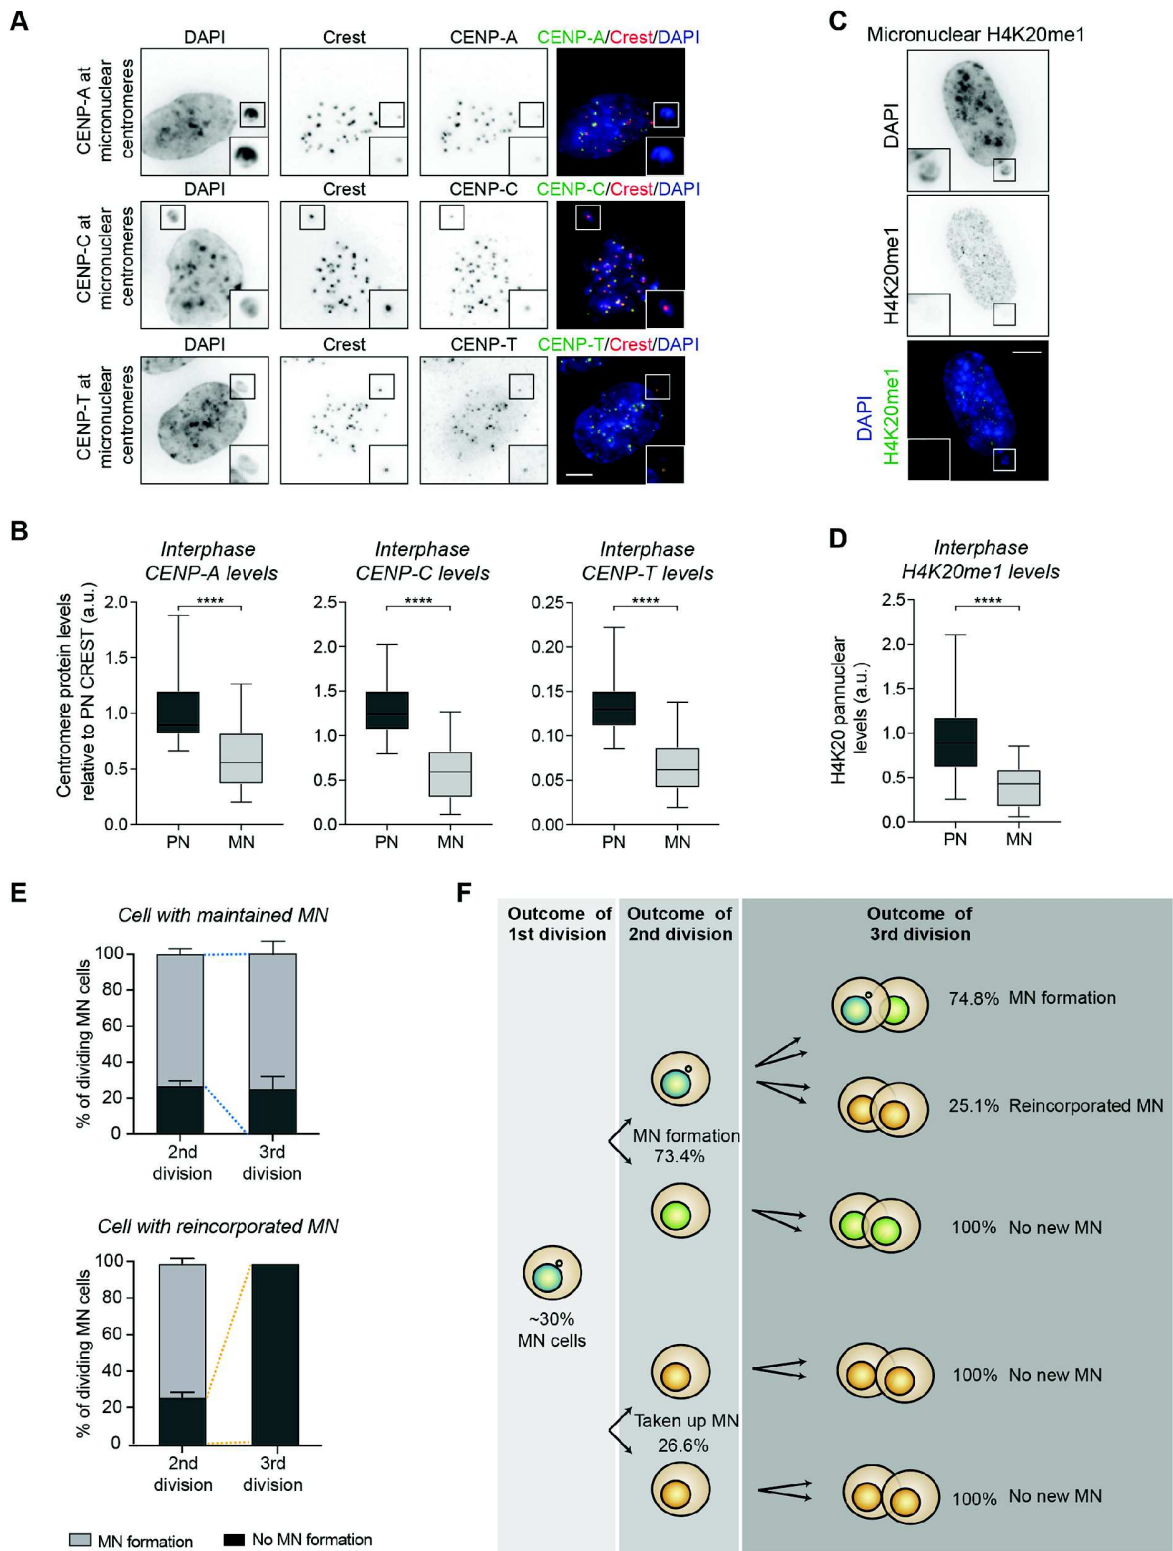 A
DAPI Crest CENP-A CENP-A/Crest/DAPI
CENP-A at
micronuclear
centromeres
DAPI Crest CENP-C CENP-C/Crest/DAPI
CENP-C at
micronuclear
centromeres
DAPI Crest CENP-T CENP-T/Crest/DAPI
CENP-T at
micronuclear
centromeres
C
Micronuclear H4K20me1
DAPI
H4K20me1
DAPI
H4K20me1
B
Centromere protein levels
relative to PN CREST (a.u.)
Interphase
CENP-A levels
****
2.0
1.5
1.0
0.5
0.0
PN MN
Interphase
CENP-C levels
****
2.5
2.0
1.5
1.0
0.5
0.0
PN MN
Interphase
CENP-T levels
****
0.25
0.20
0.15
0.10
0.05
0.00
PN MN
D
Interphase
H4K20me1 levels
****
H4K20 pannuclear
levels (a.u.)
2.5
2.0
1.5
1.0
0.5
0.0
PN MN
E
Cell with maintained MN
% of dividing MN cells
100
80
60
40
20
0
2nd 3rd
division division
Cell with reincorporated MN
% of dividing MN cells
100
80
60
40
20
0
2nd 3rd
division division
MN formation No MN formation
F
Outcome of
1st division
Outcome of
2nd division
Outcome of
3rd division
74.8% MN formation
25.1% Reincorporated MN
MN formation
73.4%
100% No new MN
~30%
MN cells
100% No new MN
Taken up MN
26.6%
100% No new MN